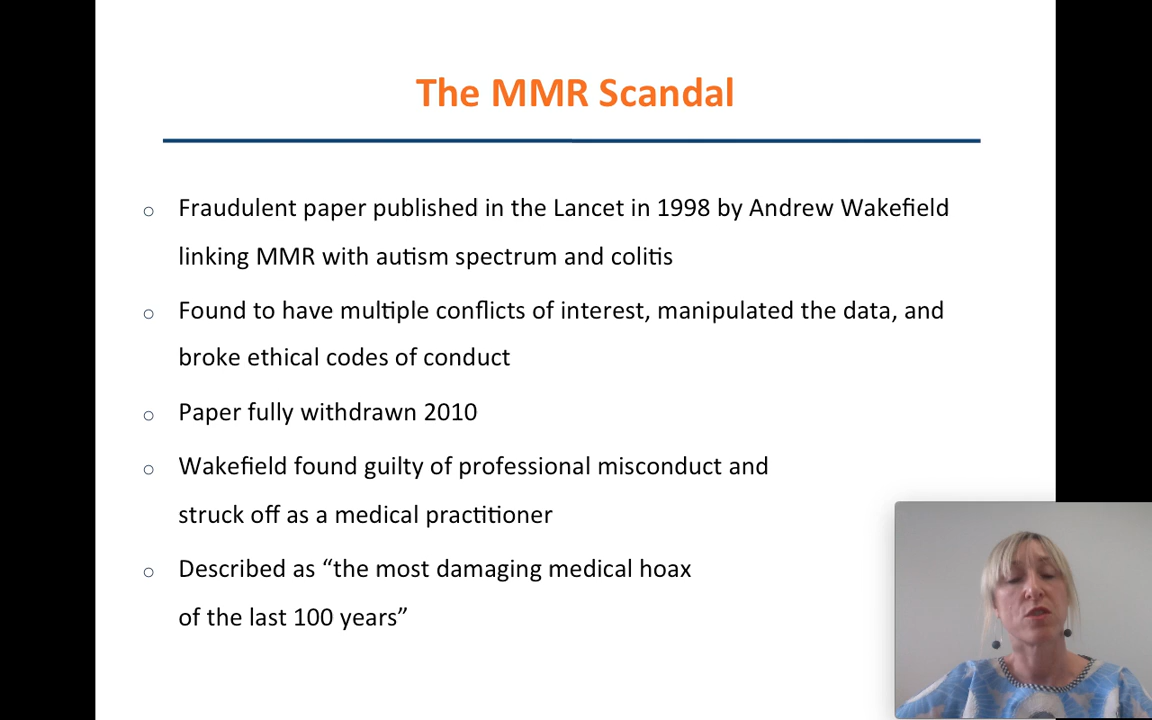 The MMR Scandal
○ Fraudulent paper published in the Lancet in 1998 by Andrew Wakefield
linking MMR with autism spectrum and colitis
○ Found to have multiple conflicts of interest, manipulated the data, and
broke ethical codes of conduct
○ Paper fully withdrawn 2010
○ Wakefield found guilty of professional misconduct and
struck off as a medical practitioner
○ Described as “the most damaging medical hoax
of the last 100 years”